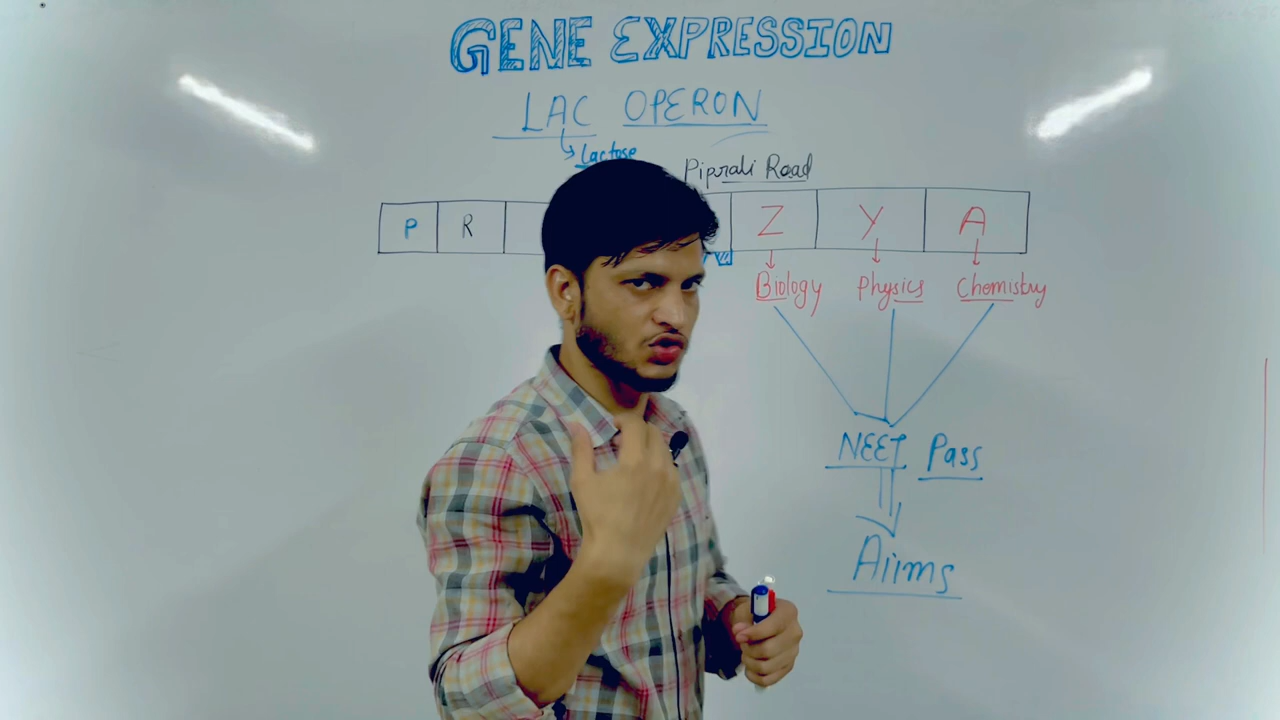 GENE EXPRESSION
LAC OPERON
Lactose
Piprali Road
P R Z Y A
Biology Physics Chemistry
NEET Pass
Aiims